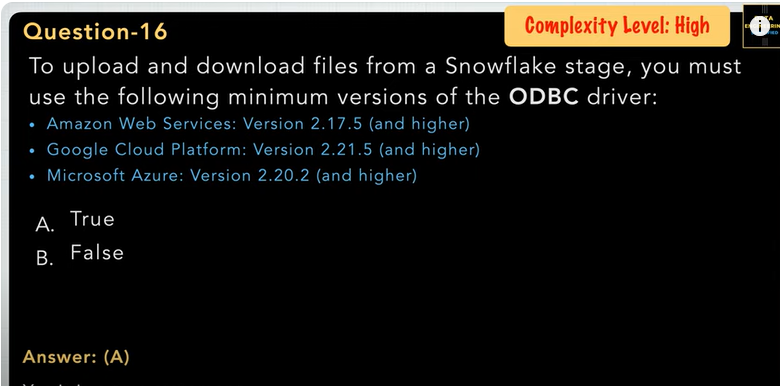 Question-16
Complexity Level: High
To upload and download files from a Snowflake stage, you must
use the following minimum versions of the ODBC driver:
• Amazon Web Services: Version 2.17.5 (and higher)
• Google Cloud Platform: Version 2.21.5 (and higher)
• Microsoft Azure: Version 2.20.2 (and higher)
A. True
B. False
Answer: (A)